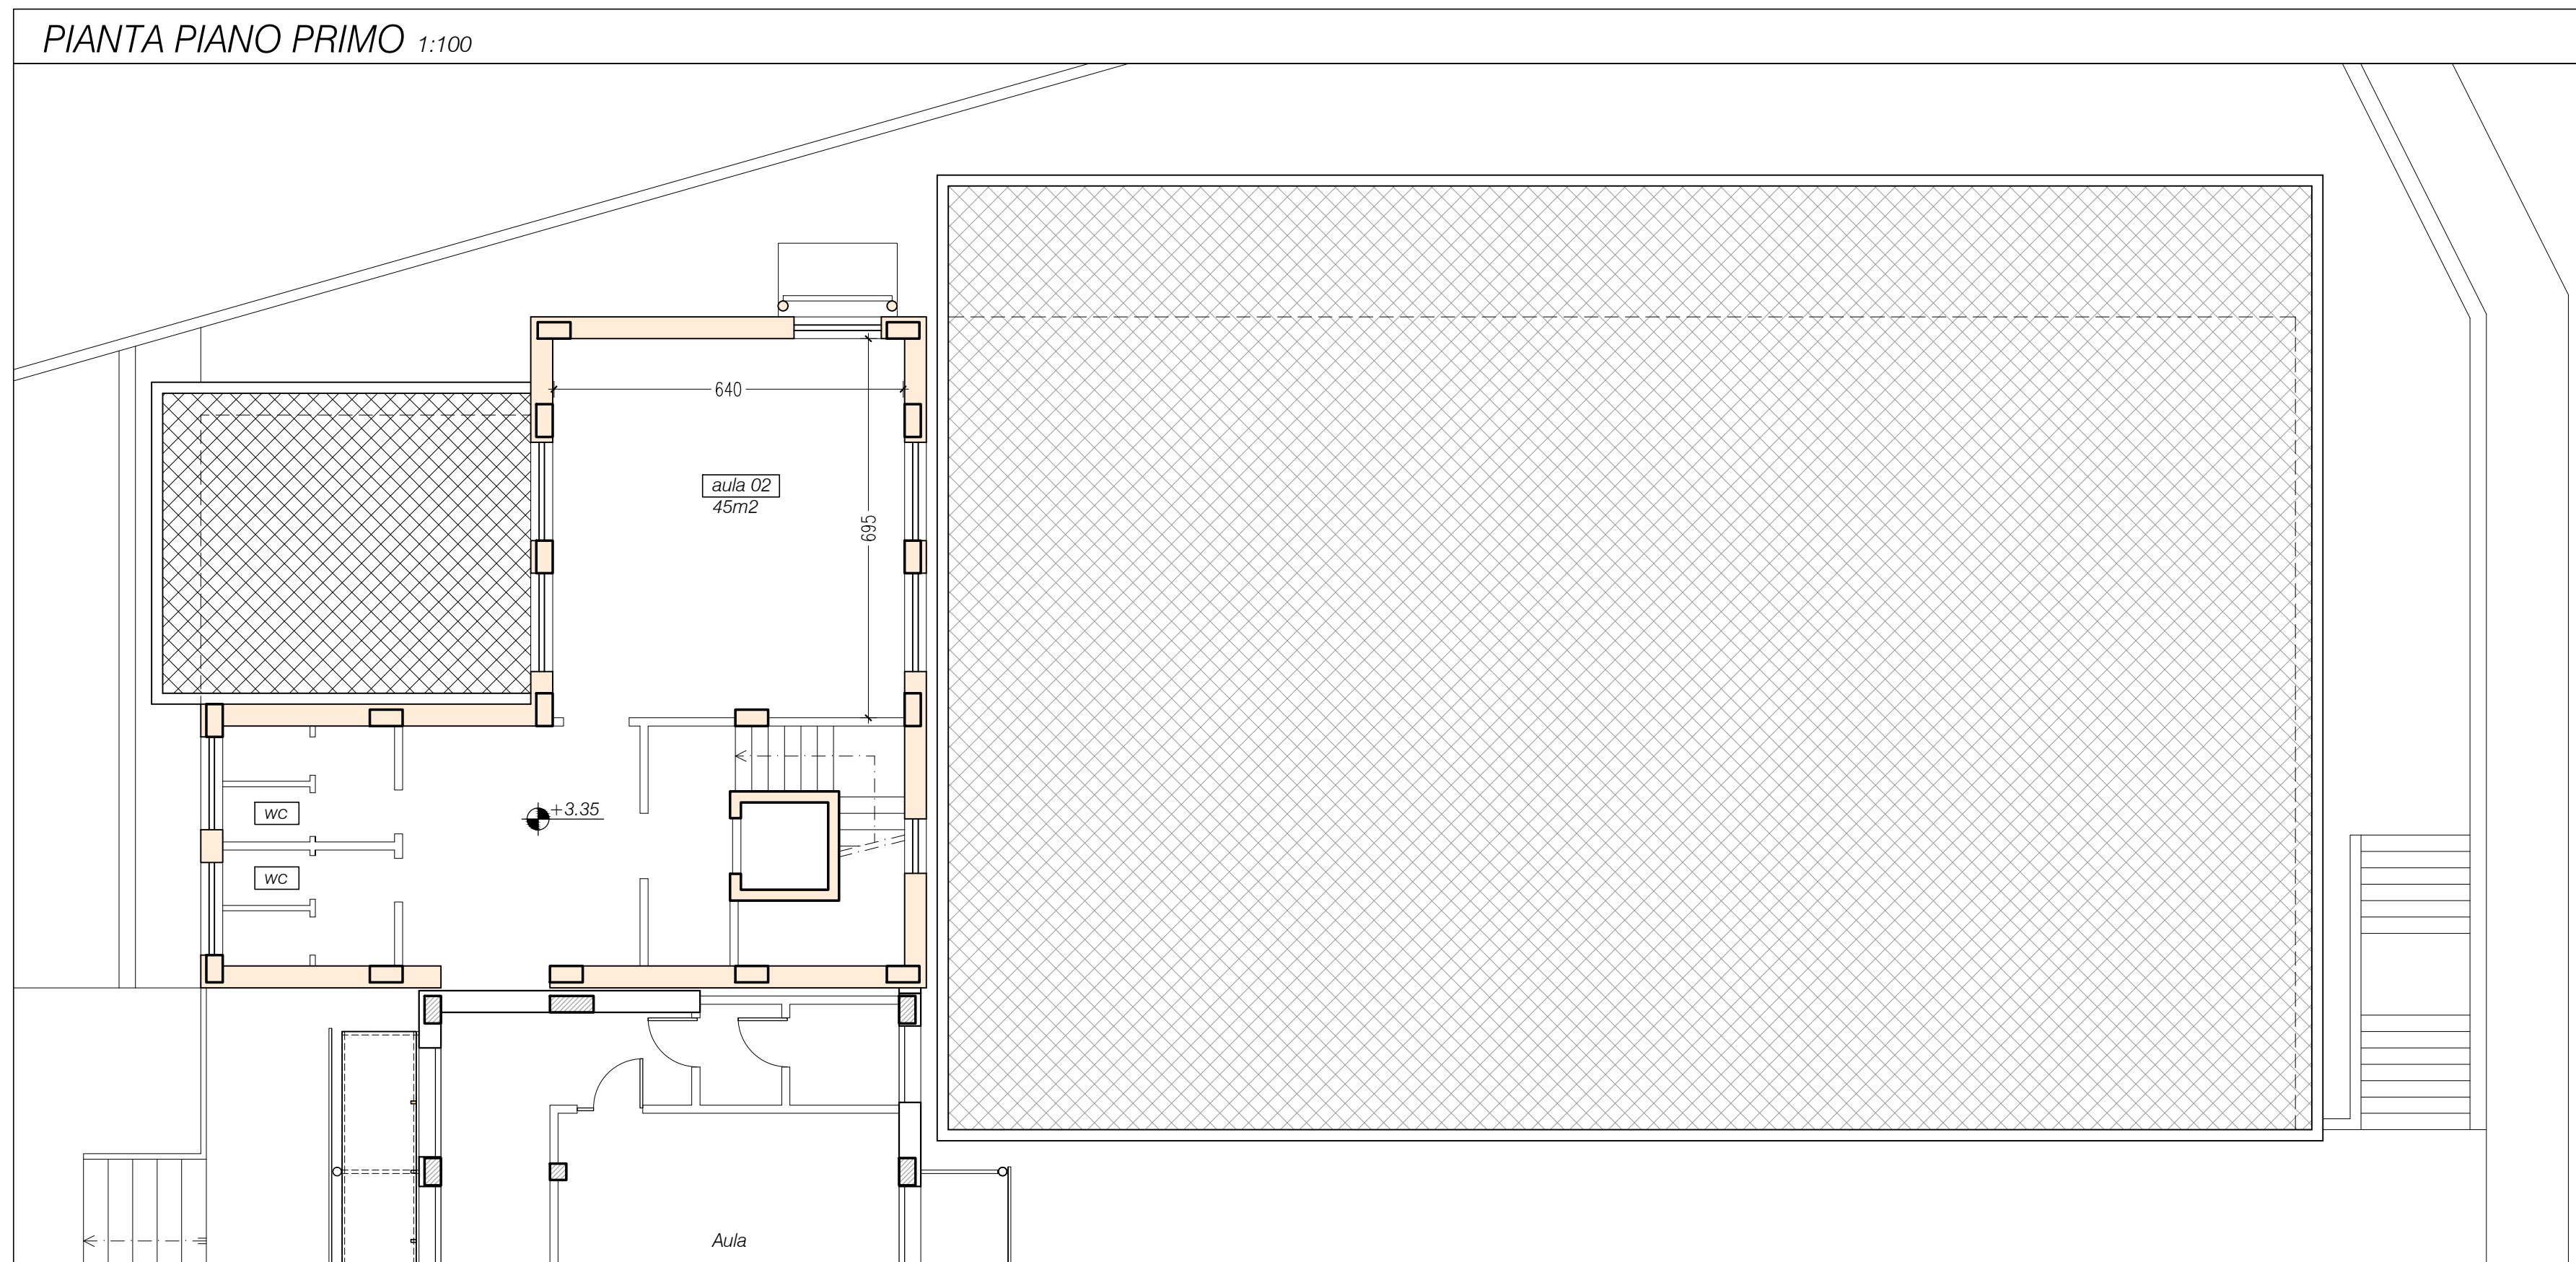 PIANTA PIANO PRIMO 1:100
640
aula 02
45m2
695
+3.35
wc
wc
Aula